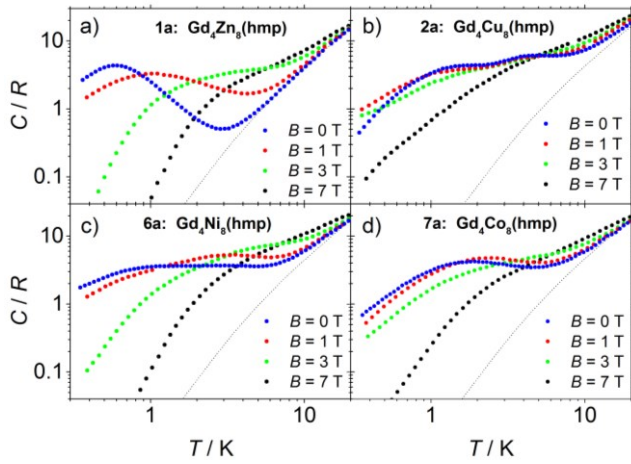 a) 1a: Gd4Zn8(hmp)
b) 2a: Gd4Cu8(hmp)
10
1
0.1
C / R
B = 0 T
B = 1 T
B = 3 T
B = 7 T
B = 0 T
B = 1 T
B = 3 T
B = 7 T
c) 6a: Gd4Ni8(hmp)
d) 7a: Gd4Co8(hmp)
10
1
0.1
C / R
B = 0 T
B = 1 T
B = 3 T
B = 7 T
B = 0 T
B = 1 T
B = 3 T
B = 7 T
1
10
1
10
T / K
T / K